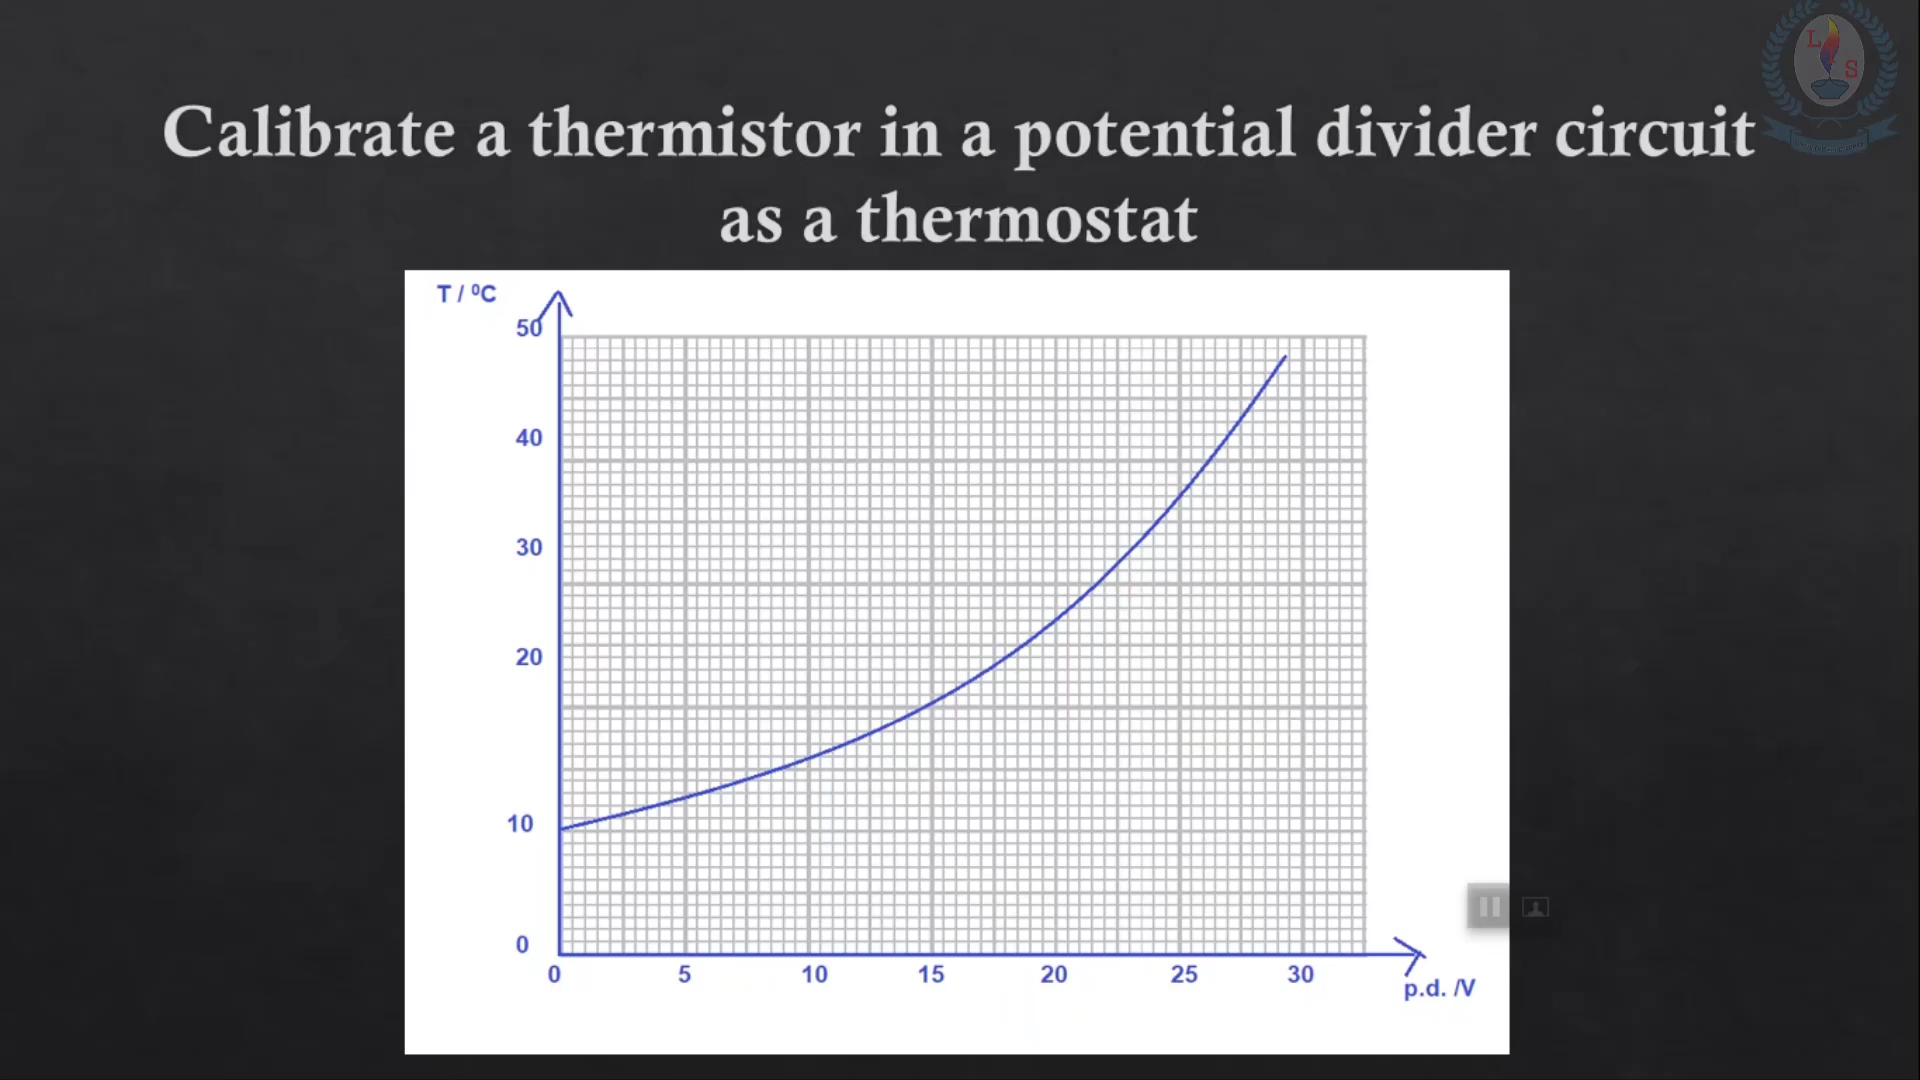 Calibrate a thermistor in a potential divider circuit
as a thermostat
L
S
T / ⁰C
50
40
30
20
10
0
0 5 10 15 20 25 30
p.d. /V